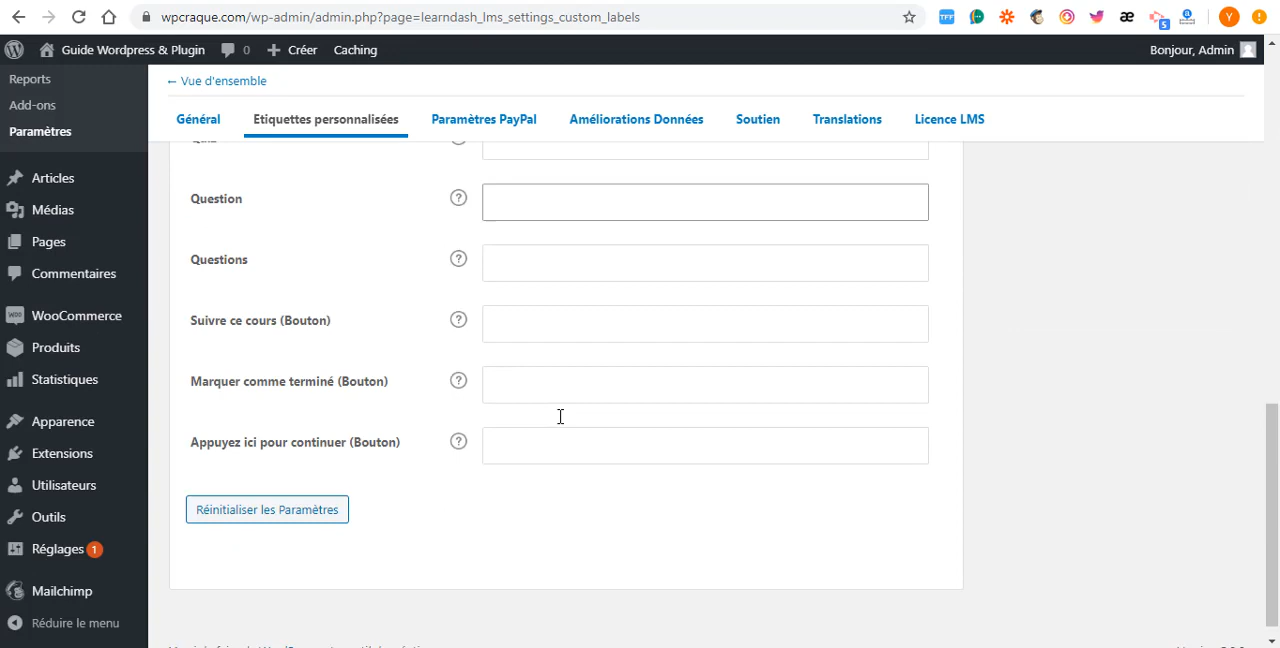 wpcraque.com/wp-admin/admin.php?page=learndash_lms_settings_custom_labels
TFF
5
Y
Guide Wordpress & Plugin
0
Créer
Caching
Bonjour, Admin
Reports
Add-ons
Paramètres
Articles
Médias
Pages
Commentaires
WooCommerce
Produits
Statistiques
Apparence
Extensions
Utilisateurs
Outils
Réglages 1
Mailchimp
Réduire le menu
← Vue d'ensemble
Général
Etiquettes personnalisées
Paramètres PayPal
Améliorations Données
Soutien
Translations
Licence LMS
Question
Questions
Suivre ce cours (Bouton)
Marquer comme terminé (Bouton)
Appuyez ici pour continuer (Bouton)
Réinitialiser les Paramètres